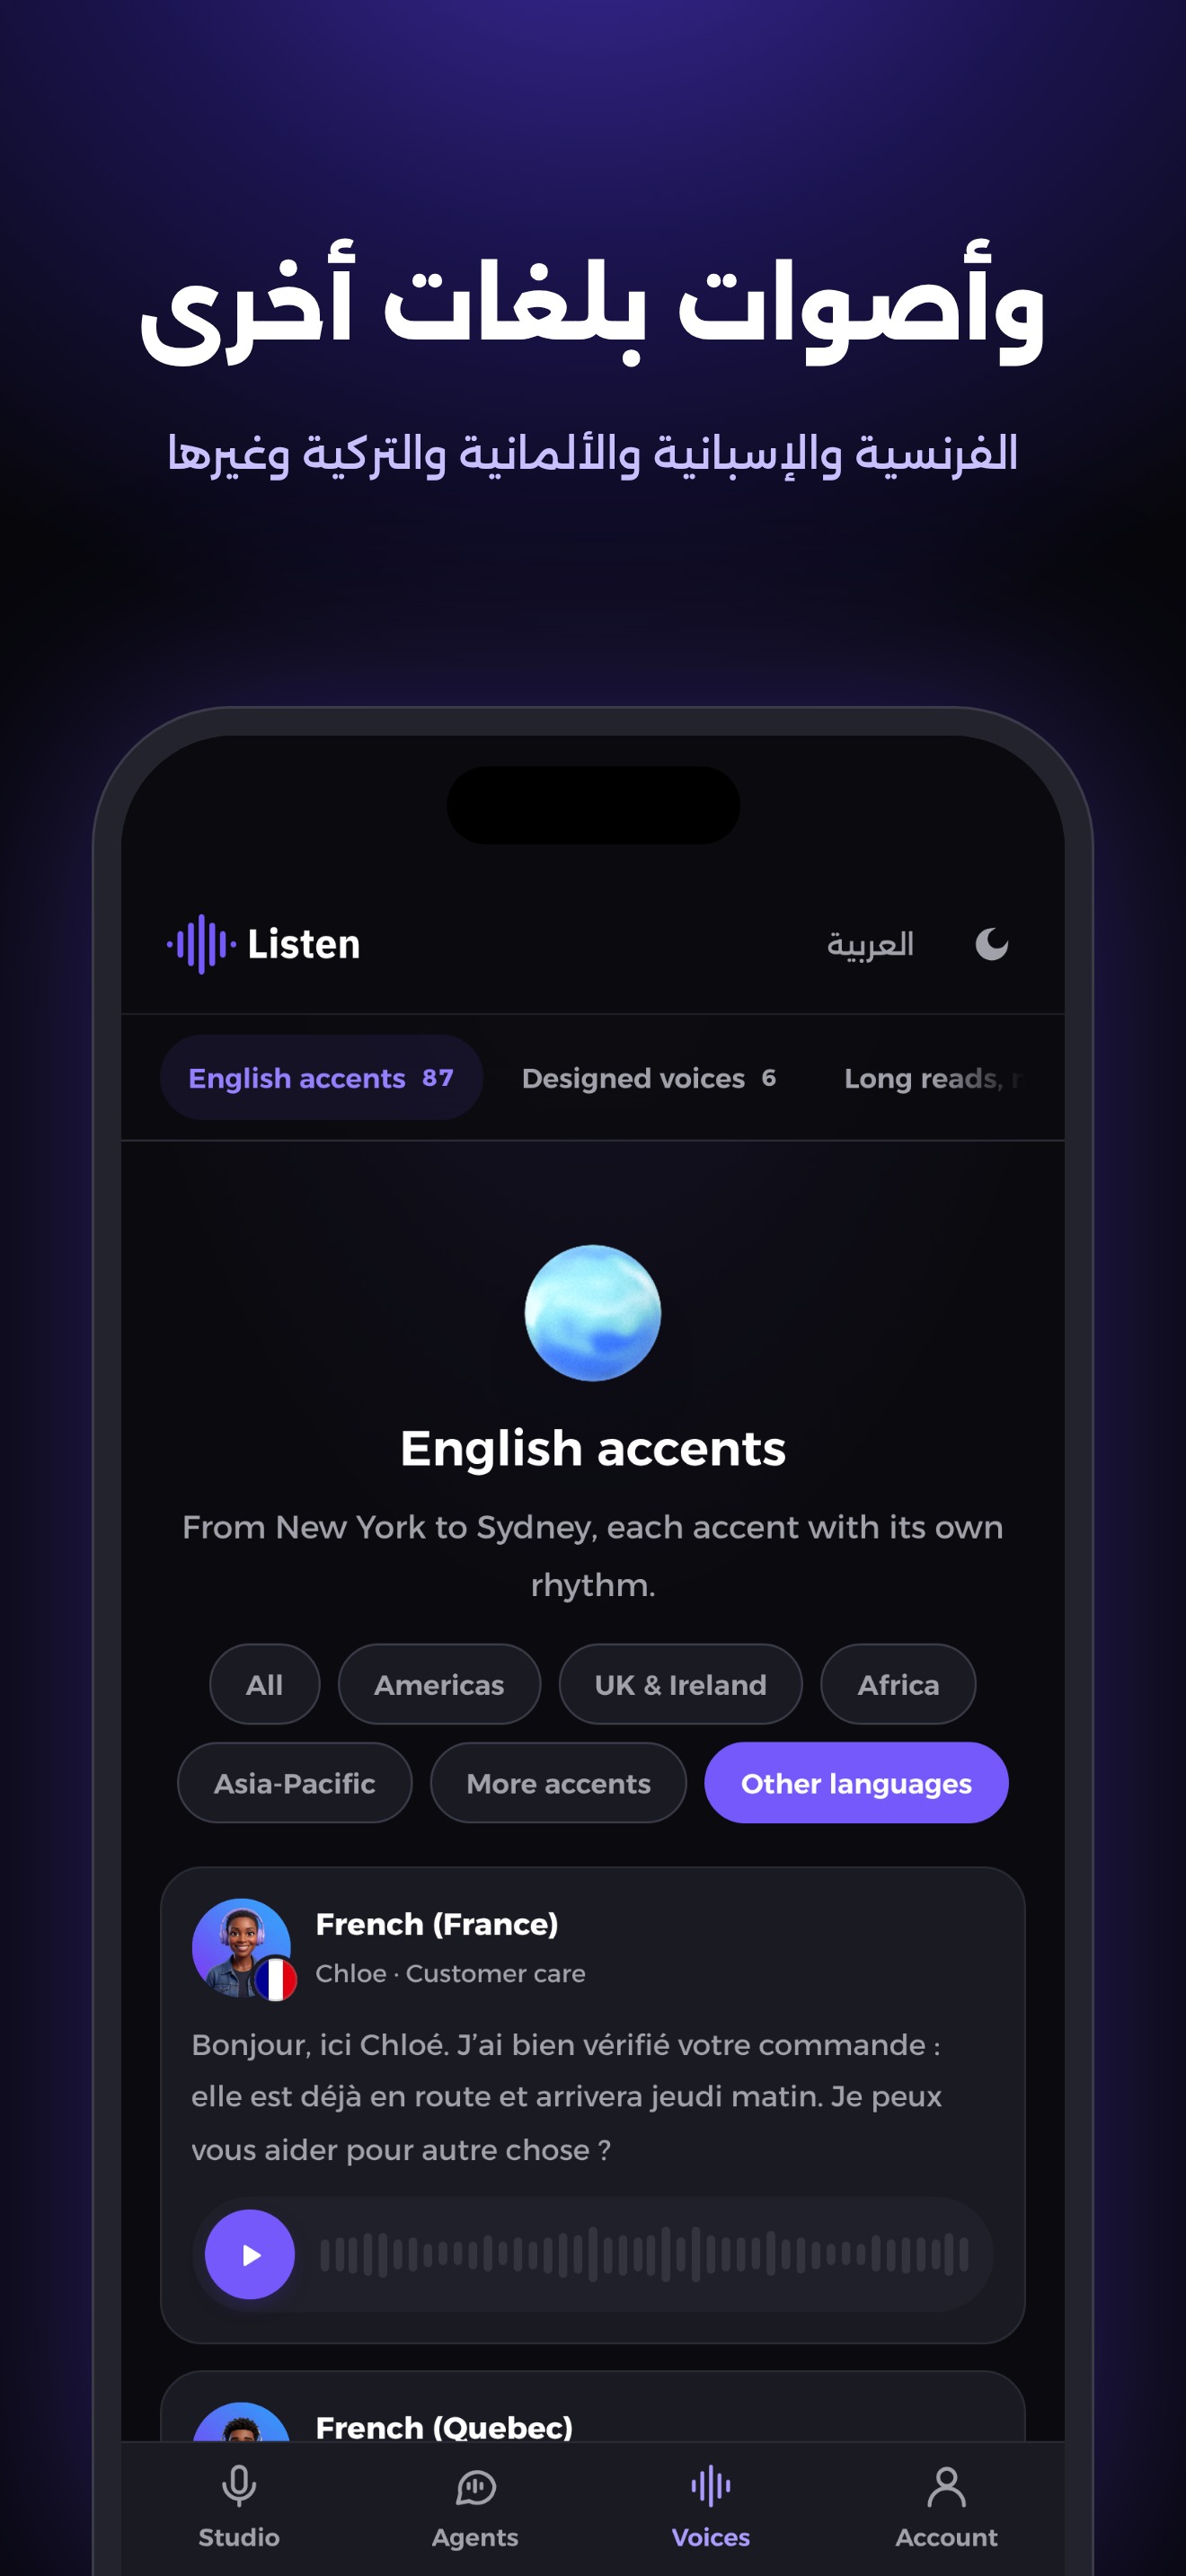 وأصوات بلغات أخرى
الفرنسية والإسبانية والألمانية والتركية وغيرها
Listen
العربية
English accents 87
Designed voices 6
Long reads,
English accents
From New York to Sydney, each accent with its own
rhythm.
All
Americas
UK & Ireland
Africa
Asia-Pacific
More accents
Other languages
French (France)
Chloe · Customer care
Bonjour, ici Chloé. J’ai bien vérifié votre commande :
elle est déjà en route et arrivera jeudi matin. Je peux
vous aider pour autre chose ?
French (Quebec)
Studio
Agents
Voices
Account